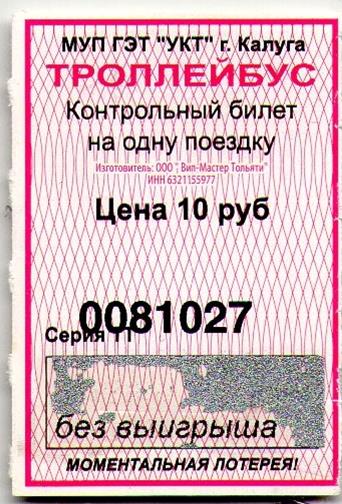 МУП ГЭТ "УКТ" г. Калуга
ТРОЛЛЕЙБУС
Контрольный билет
на одну поездку
Изготовитель: ООО " Вип-Мастер Тольяти"
ИНН 6321155977
Цена 10 руб
0081027
Серия
без выигрыша
МОМЕНТАЛЬНАЯ ЛОТЕРЕЯ!